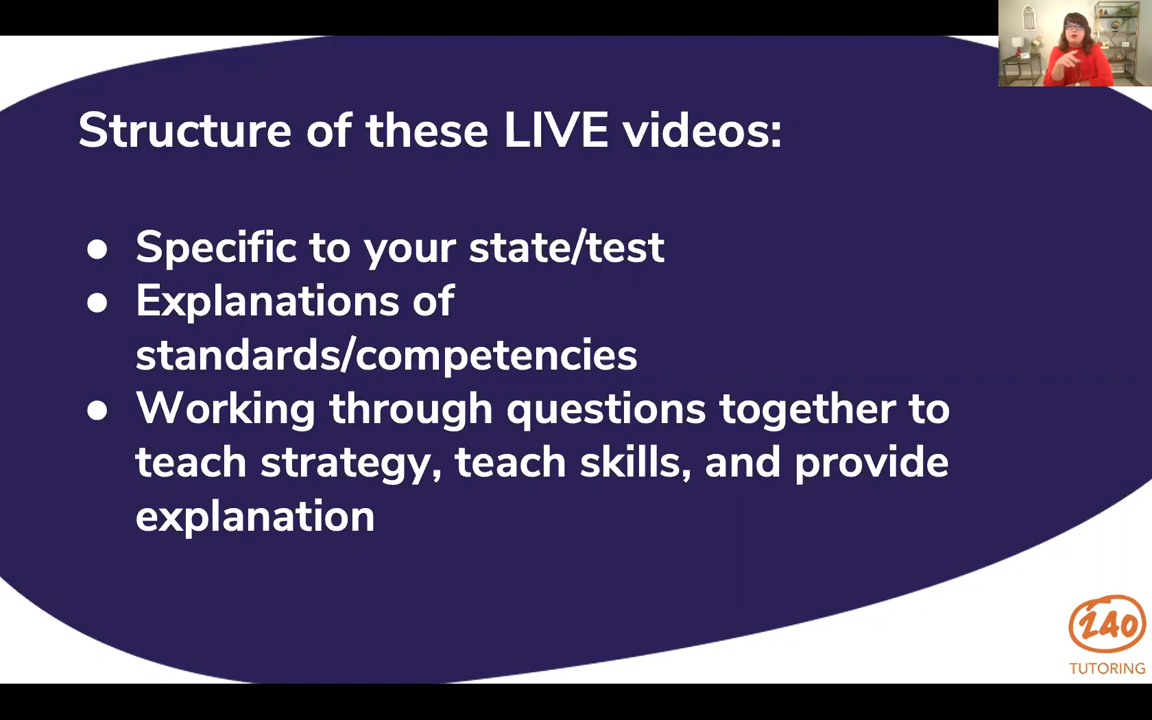 Structure of these LIVE videos:
● Specific to your state/test
● Explanations of
standards/competencies
● Working through questions together to
teach strategy, teach skills, and provide
explanation
240
TUTORING